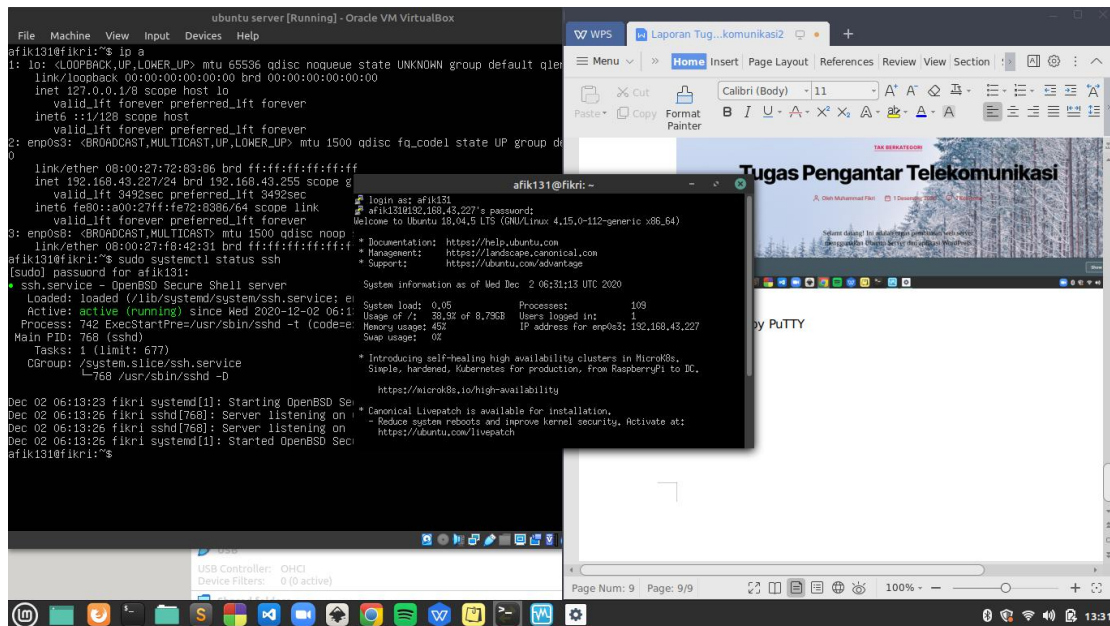 ubuntu server [Running] - Oracle VM VirtualBox
File Machine View Input Devices Help
afik131@fikri:~$ ip a
1: lo: <LOOPBACK,UP,LOWER_UP> mtu 65536 qdisc noqueue state UNKNOWN group default qlen
link/loopback 00:00:00:00:00:00 brd 00:00:00:00:00:00
inet 127.0.0.1/8 scope host lo
valid_lft forever preferred_lft forever
inet6 ::1/128 scope host
valid_lft forever preferred_lft forever
2: enp0s3: <BROADCAST,MULTICAST,UP,LOWER_UP> mtu 1500 qdisc fq_codel state UP group de
0
link/ether 08:00:27:72:83:86 brd ff:ff:ff:ff:ff:ff
inet 192.168.43.227/24 brd 192.168.43.255 scope g
valid_lft 3492sec preferred_lft 3492sec
inet6 fe80::a00:27ff:fe72:8386/64 scope link
valid_lft forever preferred_lft forever
3: enp0s8: <BROADCAST,MULTICAST> mtu 1500 qdisc noop
link/ether 08:00:27:f8:42:31 brd ff:ff:ff:ff:ff:f
afik131@fikri:~$ sudo systemctl status ssh
[sudo] password for afik131:
● ssh.service - OpenBSD Secure Shell server
Loaded: loaded (/lib/systemd/system/ssh.service; e
Active: active (running) since Wed 2020-12-02 06:1
Process: 742 ExecStartPre=/usr/sbin/sshd -t (code=e
Main PID: 768 (sshd)
Tasks: 1 (limit: 677)
CGroup: /system.slice/ssh.service
└─768 /usr/sbin/sshd -D
Dec 02 06:13:23 fikri systemd[1]: Starting OpenBSD Se
Dec 02 06:13:26 fikri sshd[768]: Server listening on
Dec 02 06:13:26 fikri sshd[768]: Server listening on
Dec 02 06:13:26 fikri systemd[1]: Started OpenBSD Sec
afik131@fikri:~$
afik131@fikri: ~
login as: afik131
afik131@192.168.43.227's password:
Welcome to Ubuntu 18.04.5 LTS (GNU/Linux 4.15.0-112-generic x86_64)
* Documentation: https://help.ubuntu.com
* Management: https://landscape.canonical.com
* Support: https://ubuntu.com/advantage
System information as of Wed Dec 2 06:31:13 UTC 2020
System load: 0.05 Processes: 109
Usage of /: 38.9% of 8.79GB Users logged in: 1
Memory usage: 45% IP address for enp0s3: 192.168.43.227
Swap usage: 0%
* Introducing self-healing high availability clusters in MicroK8s.
Simple, hardened, Kubernetes for production, from RaspberryPi to DC.
https://microk8s.io/high-availability
* Canonical Livepatch is available for installation.
- Reduce system reboots and improve kernel security. Activate at:
https://ubuntu.com/livepatch
USB
USB Controller: OHCI
Device Filters: 0 (0 active)
WPS Laporan Tug...komunikasi2
Menu Home Insert Page Layout References Review View Section
Cut Calibri (Body) 11
Paste Copy Format Painter
TAK BERKATEGORI
Tugas Pengantar Telekomunikasi
by PuTTY
Page Num: 9 Page: 9/9 100%
13:31